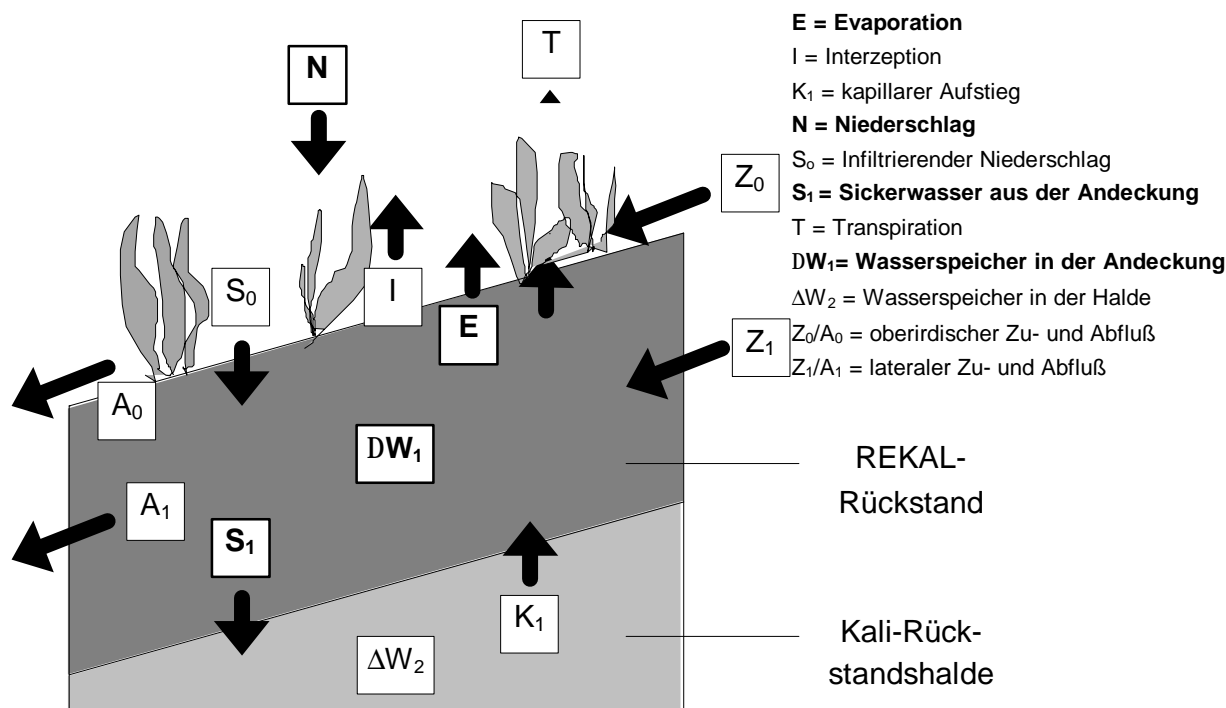 N
T
Z₀
S₀
I
E
Z₁
A₀
DW₁
A₁
S₁
K₁
ΔW₂
E = Evaporation
I = Interzeption
K₁ = kapillarer Aufstieg
N = Niederschlag
Sₒ = Infiltrierender Niederschlag
S₁ = Sickerwasser aus der Andeckung
T = Transpiration
DW₁= Wasserspeicher in der Andeckung
ΔW₂ = Wasserspeicher in der Halde
Z₀/A₀ = oberirdischer Zu- und Abfluß
Z₁/A₁ = lateraler Zu- und Abfluß
REKAL-
Rückstand
Kali-Rück-
standshalde